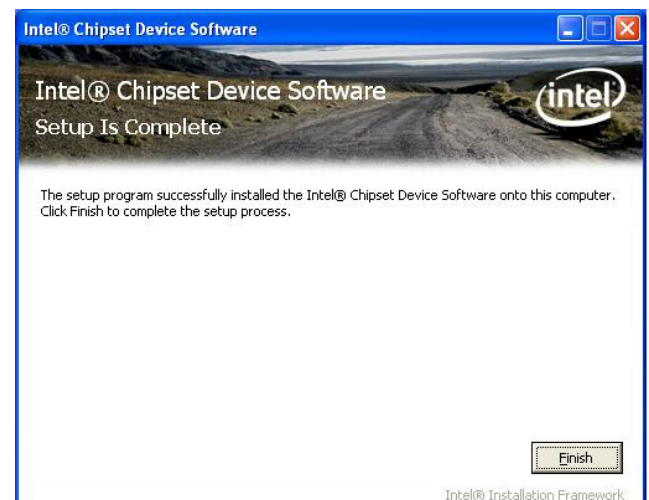 Intel® Chipset Device Software
Intel® Chipset Device Software
intel
Setup Is Complete
The setup program successfully installed the Intel® Chipset Device Software onto this computer.
Click Finish to complete the setup process.
Finish
Intel® Installation Framework